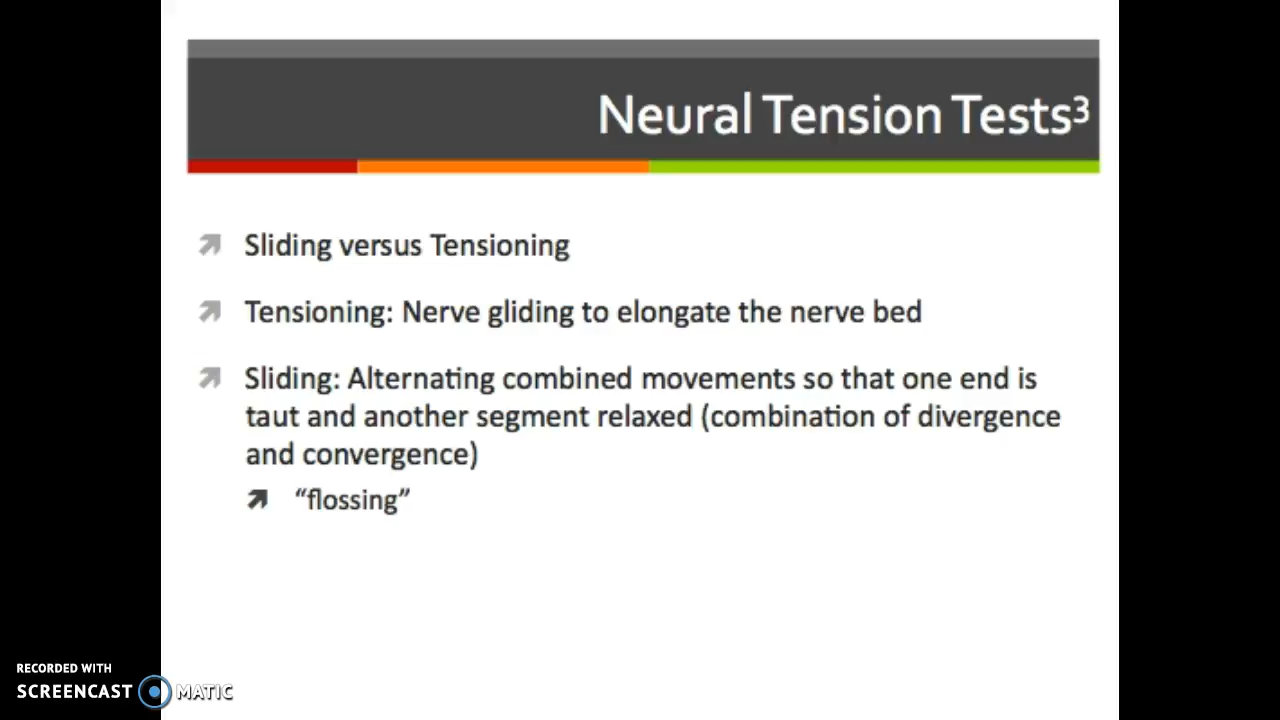 Neural Tension Tests³
Sliding versus Tensioning
Tensioning: Nerve gliding to elongate the nerve bed
Sliding: Alternating combined movements so that one end is
taut and another segment relaxed (combination of divergence
and convergence)
“flossing”
RECORDED WITH
SCREENCAST MATIC